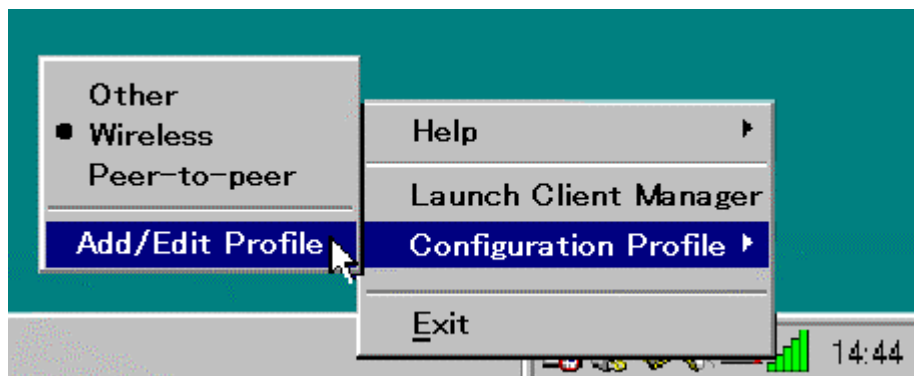 Other
Wireless
Peer-to-peer
Add/Edit Profile
Help
Launch Client Manager
Configuration Profile
Exit
14:44